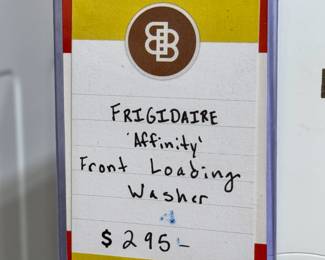 FRIGIDAIRE
'Affinity'
Front Loading
Washer
$295-